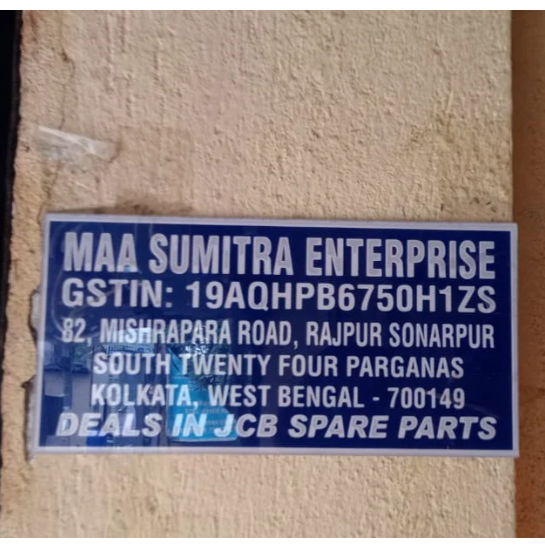 MAA SUMITRA ENTERPRISE
GSTIN: 19AQHPB6750H1ZS
82, MISHRAPARA ROAD, RAJPUR SONARPUR
SOUTH TWENTY FOUR PARGANAS
KOLKATA, WEST BENGAL - 700149
DEALS IN JCB SPARE PARTS